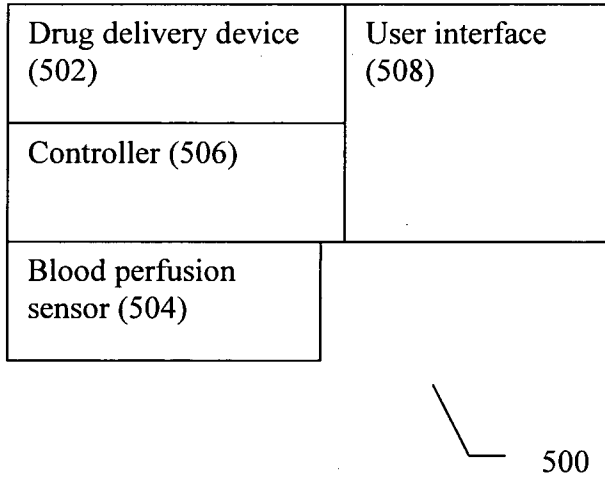 Drug delivery device
(502)
User interface
(508)
Controller (506)
Blood perfusion
sensor (504)
500